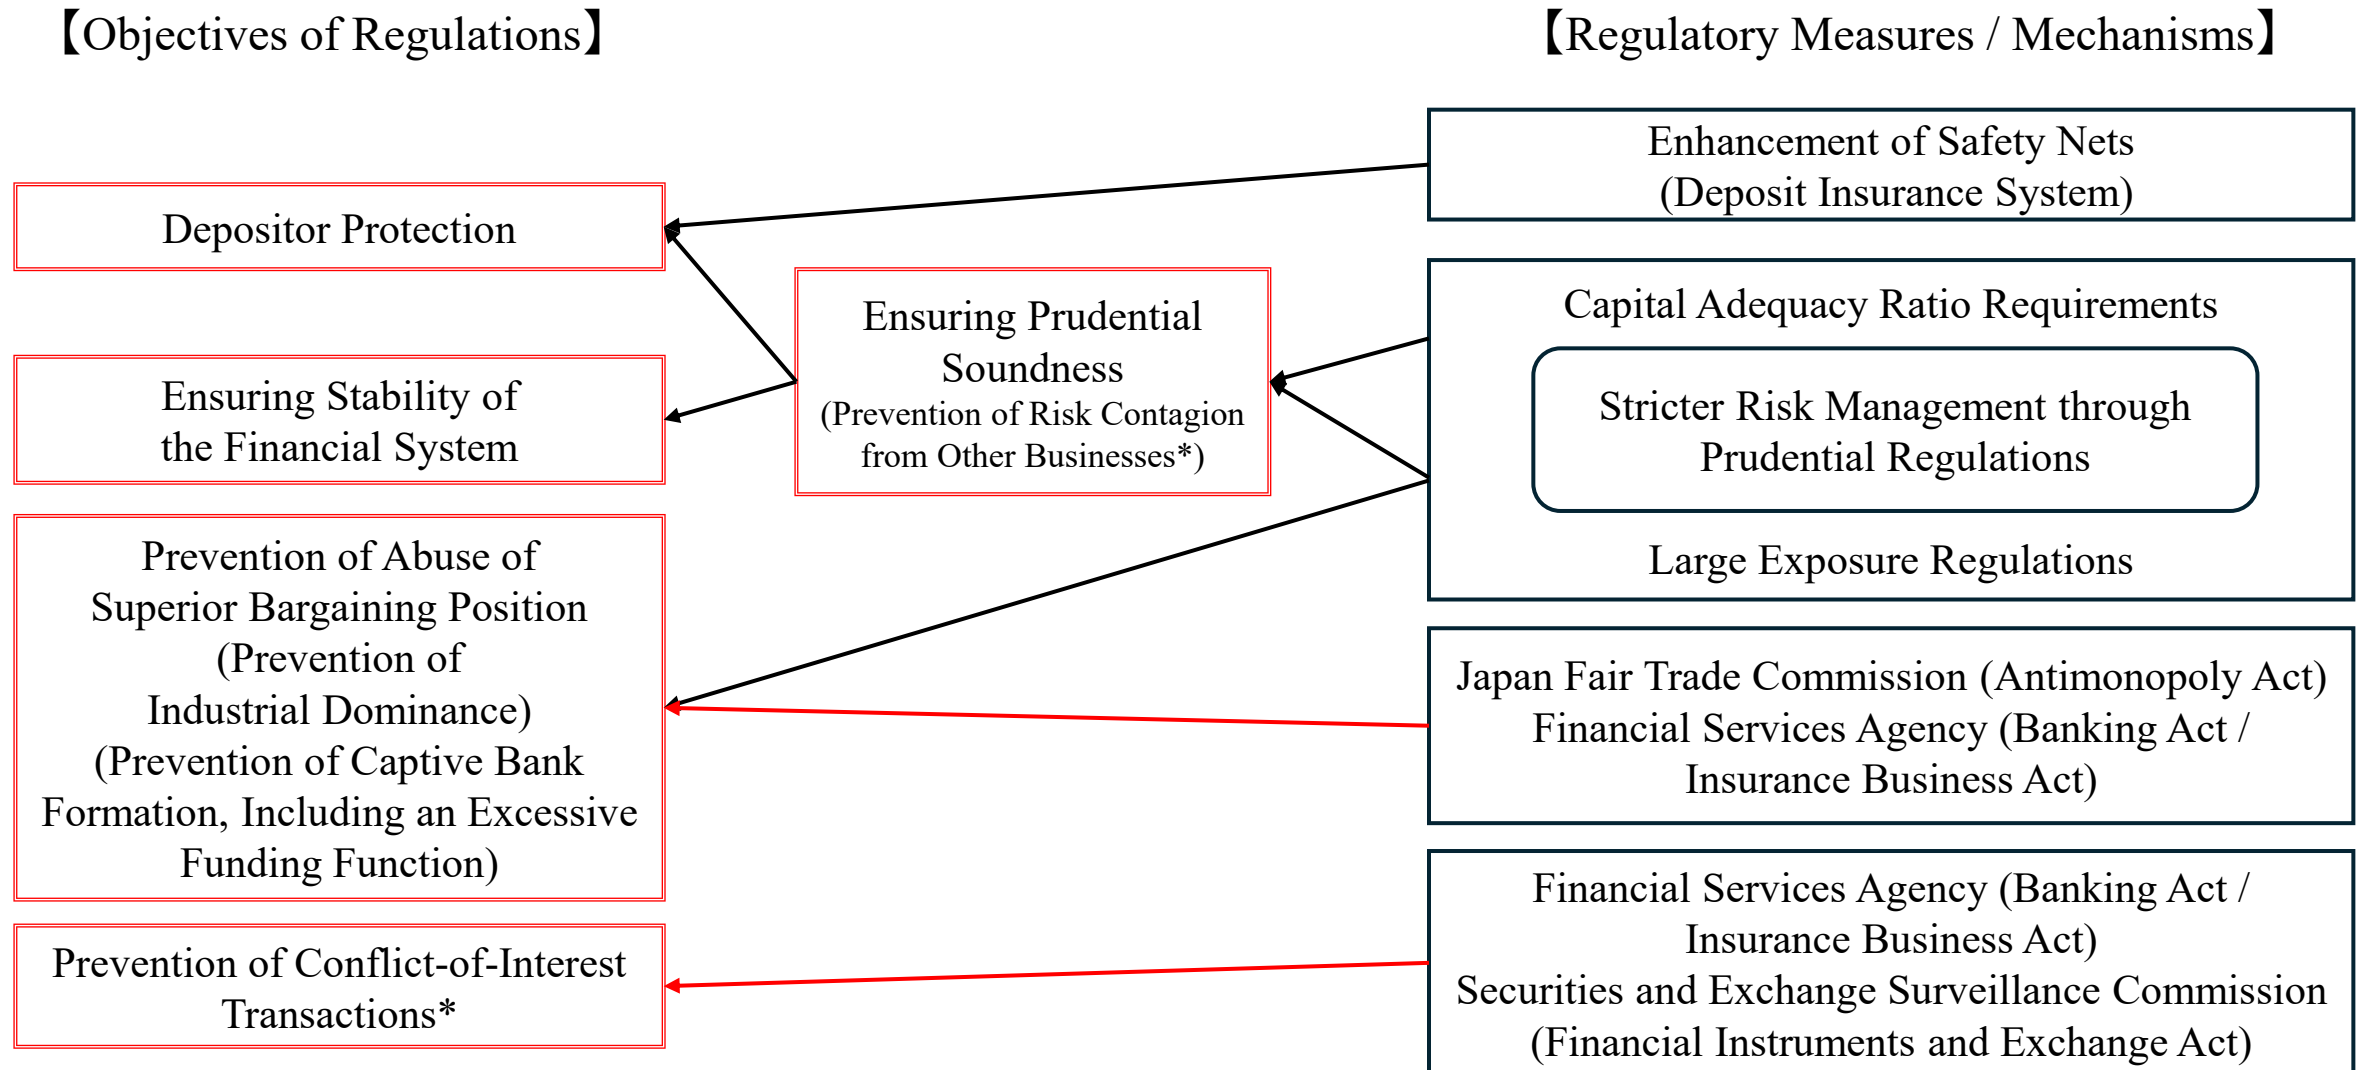 【Objectives of Regulations】
【Regulatory Measures / Mechanisms】
Depositor Protection
Ensuring Stability of
the Financial System
Prevention of Abuse of
Superior Bargaining Position
(Prevention of
Industrial Dominance)
(Prevention of Captive Bank
Formation, Including an Excessive
Funding Function)
Prevention of Conflict-of-Interest
Transactions*
Ensuring Prudential
Soundness
(Prevention of Risk Contagion
from Other Businesses*)
Enhancement of Safety Nets
(Deposit Insurance System)
Capital Adequacy Ratio Requirements
Stricter Risk Management through
Prudential Regulations
Large Exposure Regulations
Japan Fair Trade Commission (Antimonopoly Act)
Financial Services Agency (Banking Act /
Insurance Business Act)
Financial Services Agency (Banking Act /
Insurance Business Act)
Securities and Exchange Surveillance Commission
(Financial Instruments and Exchange Act)